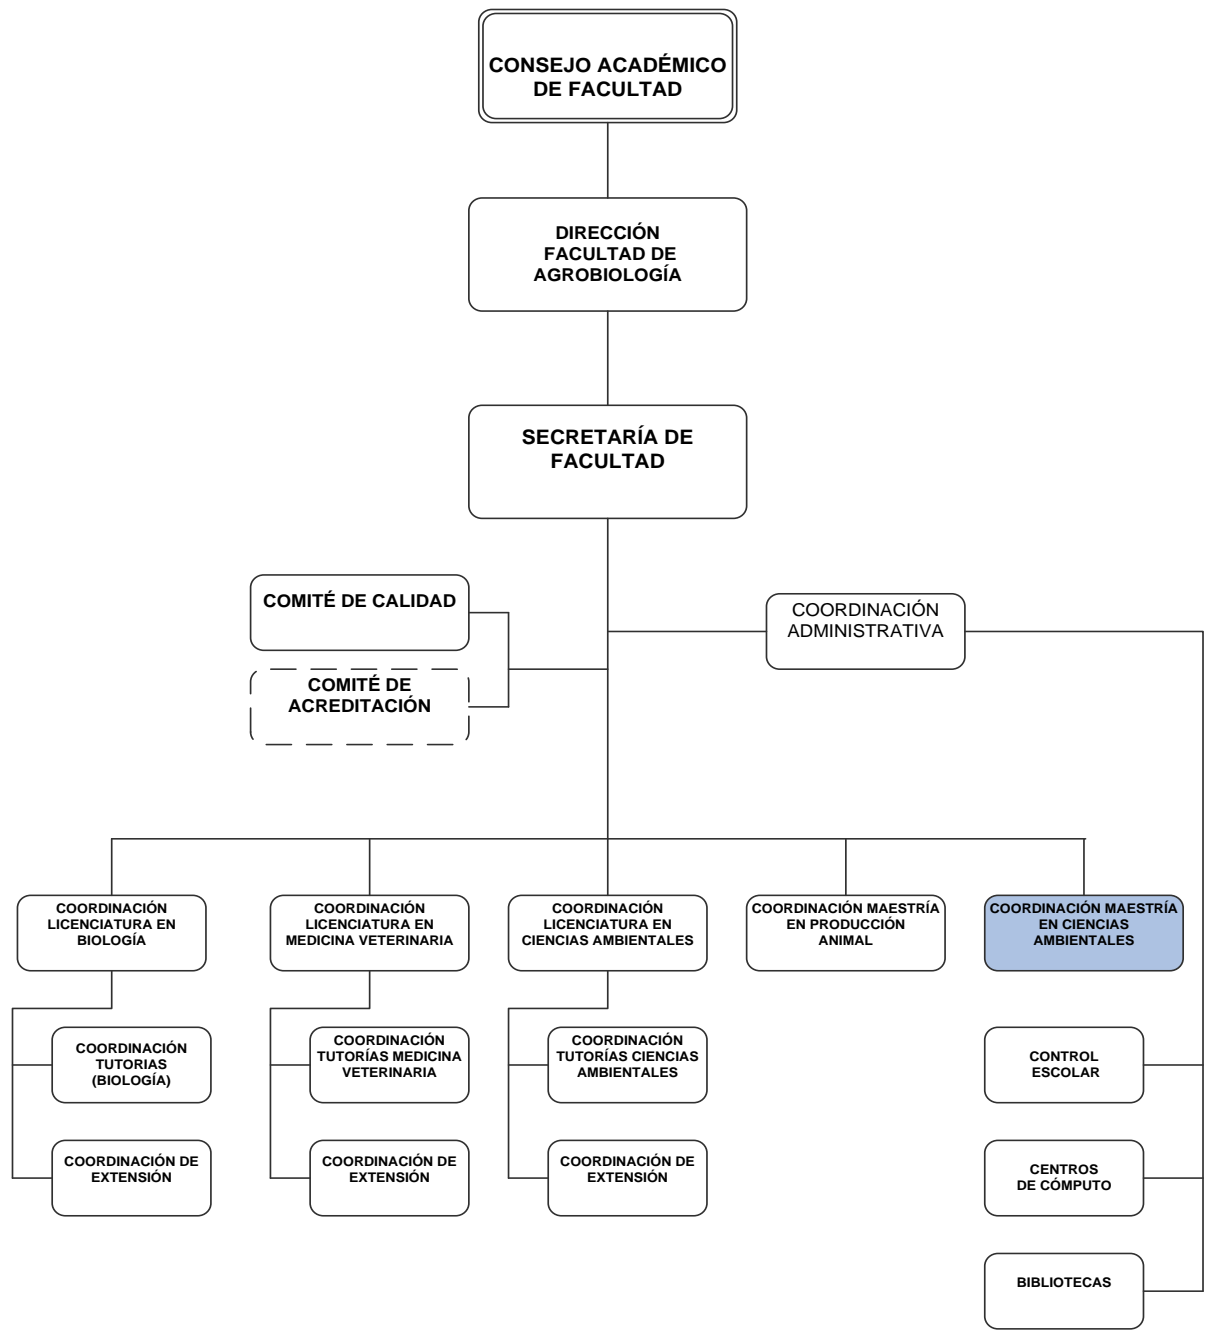 CONSEJO ACADÉMICO
DE FACULTAD
DIRECCIÓN
FACULTAD DE
AGROBIOLOGÍA
SECRETARÍA DE
FACULTAD
COMITÉ DE CALIDAD
COORDINACIÓN
ADMINISTRATIVA
COMITÉ DE
ACREDITACIÓN
COORDINACIÓN
LICENCIATURA EN
BIOLOGÍA
COORDINACIÓN
LICENCIATURA EN
MEDICINA VETERINARIA
COORDINACIÓN
LICENCIATURA EN
CIENCIAS AMBIENTALES
COORDINACIÓN MAESTRÍA
EN PRODUCCIÓN
ANIMAL
COORDINACIÓN MAESTRÍA
EN CIENCIAS
AMBIENTALES
COORDINACIÓN
TUTORIAS
(BIOLOGÍA)
COORDINACIÓN
TUTORÍAS MEDICINA
VETERINARIA
COORDINACIÓN
TUTORÍAS CIENCIAS
AMBIENTALES
CONTROL
ESCOLAR
COORDINACIÓN DE
EXTENSIÓN
COORDINACIÓN DE
EXTENSIÓN
COORDINACIÓN DE
EXTENSIÓN
CENTROS
DE CÓMPUTO
BIBLIOTECAS